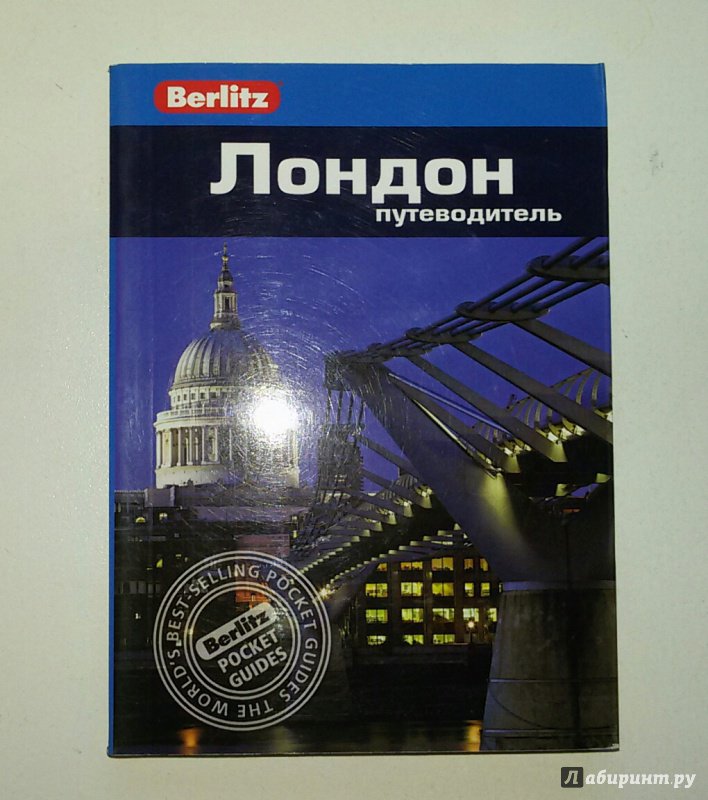 Berlitz
Лондон
путеводитель
THE WORLD'S BEST-SELLING POCKET GUIDES
Berlitz
POCKET
GUIDES
Лабиринт.ру